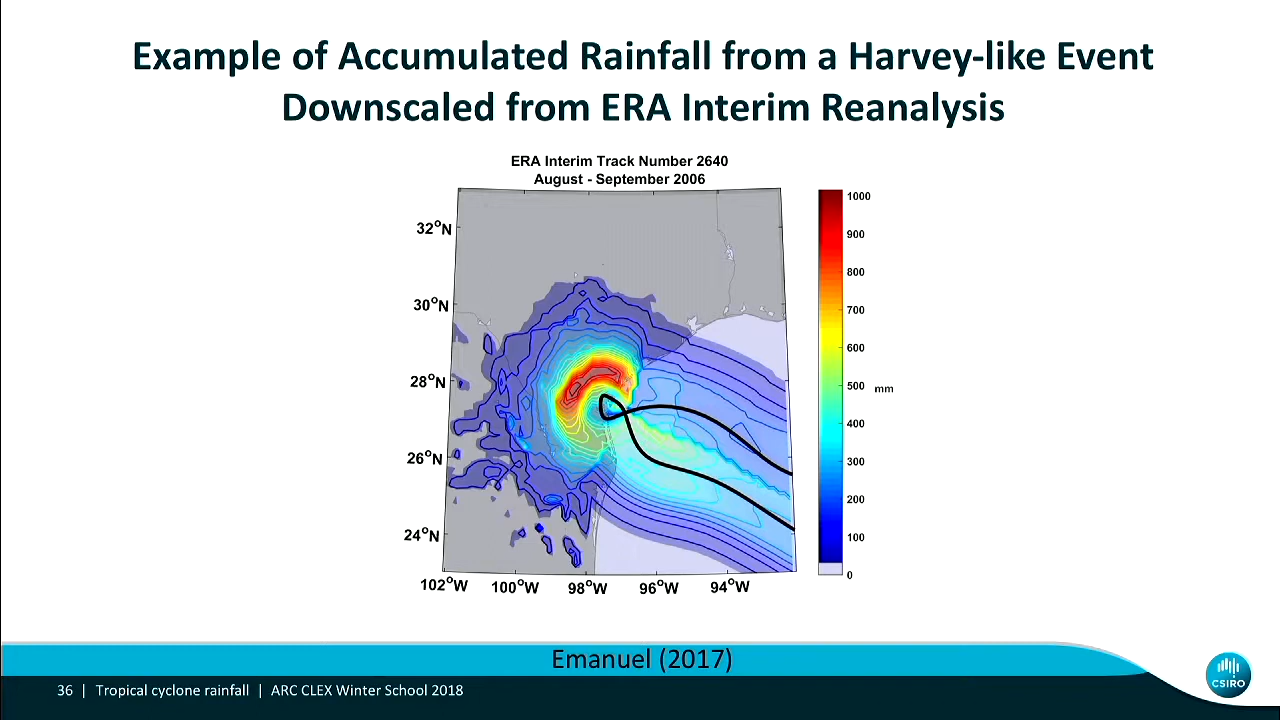 Example of Accumulated Rainfall from a Harvey-like Event
Downscaled from ERA Interim Reanalysis
ERA Interim Track Number 2640
August - September 2006
32°N
30°N
28°N
26°N
24°N
102°W 100°W 98°W 96°W 94°W
1000
900
800
700
600
500
mm
400
300
200
100
0
Emanuel (2017)
36 | Tropical cyclone rainfall | ARC CLEX Winter School 2018
CSIRO